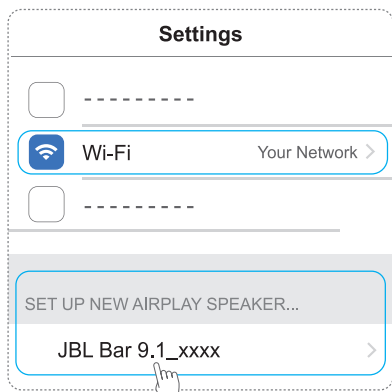 Settings
Wi-Fi Your Network
SET UP NEW AIRPLAY SPEAKER...
JBL Bar 9.1_xxxx